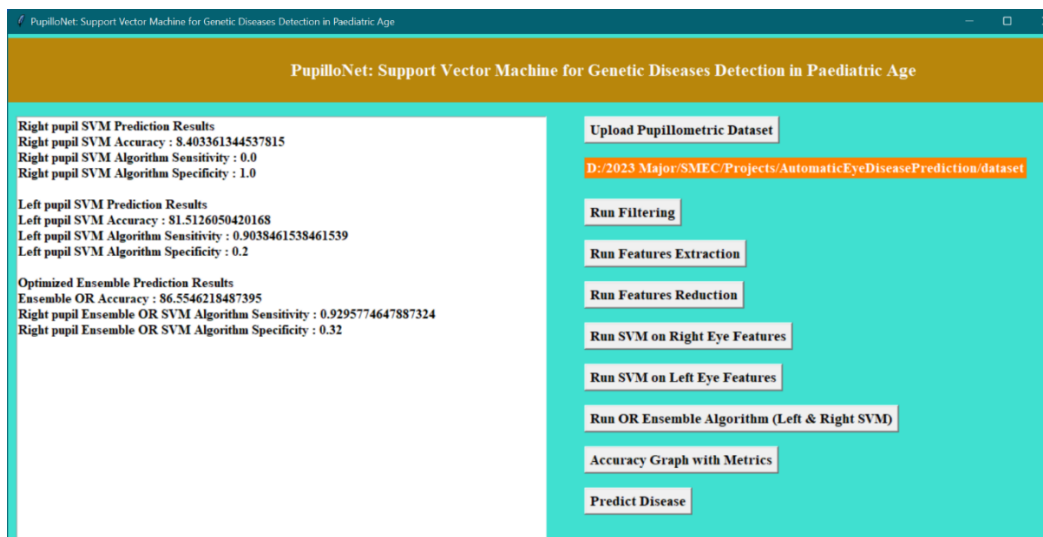 PupilloNet: Support Vector Machine for Genetic Diseases Detection in Paediatric Age
PupilloNet: Support Vector Machine for Genetic Diseases Detection in Paediatric Age
Right pupil SVM Prediction Results
Right pupil SVM Accuracy : 8.403361344537815
Right pupil SVM Algorithm Sensitivity : 0.0
Right pupil SVM Algorithm Specificity : 1.0
Left pupil SVM Prediction Results
Left pupil SVM Accuracy : 81.5126050420168
Left pupil SVM Algorithm Sensitivity : 0.9038461538461539
Left pupil SVM Algorithm Specificity : 0.2
Optimized Ensemble Prediction Results
Ensemble OR Accuracy : 86.5546218487395
Right pupil Ensemble OR SVM Algorithm Sensitivity : 0.9295774647887324
Right pupil Ensemble OR SVM Algorithm Specificity : 0.32
Upload Pupillometric Dataset
D:/2023 Major/SMEC/Projects/AutomaticEyeDiseasePrediction/dataset
Run Filtering
Run Features Extraction
Run Features Reduction
Run SVM on Right Eye Features
Run SVM on Left Eye Features
Run OR Ensemble Algorithm (Left & Right SVM)
Accuracy Graph with Metrics
Predict Disease